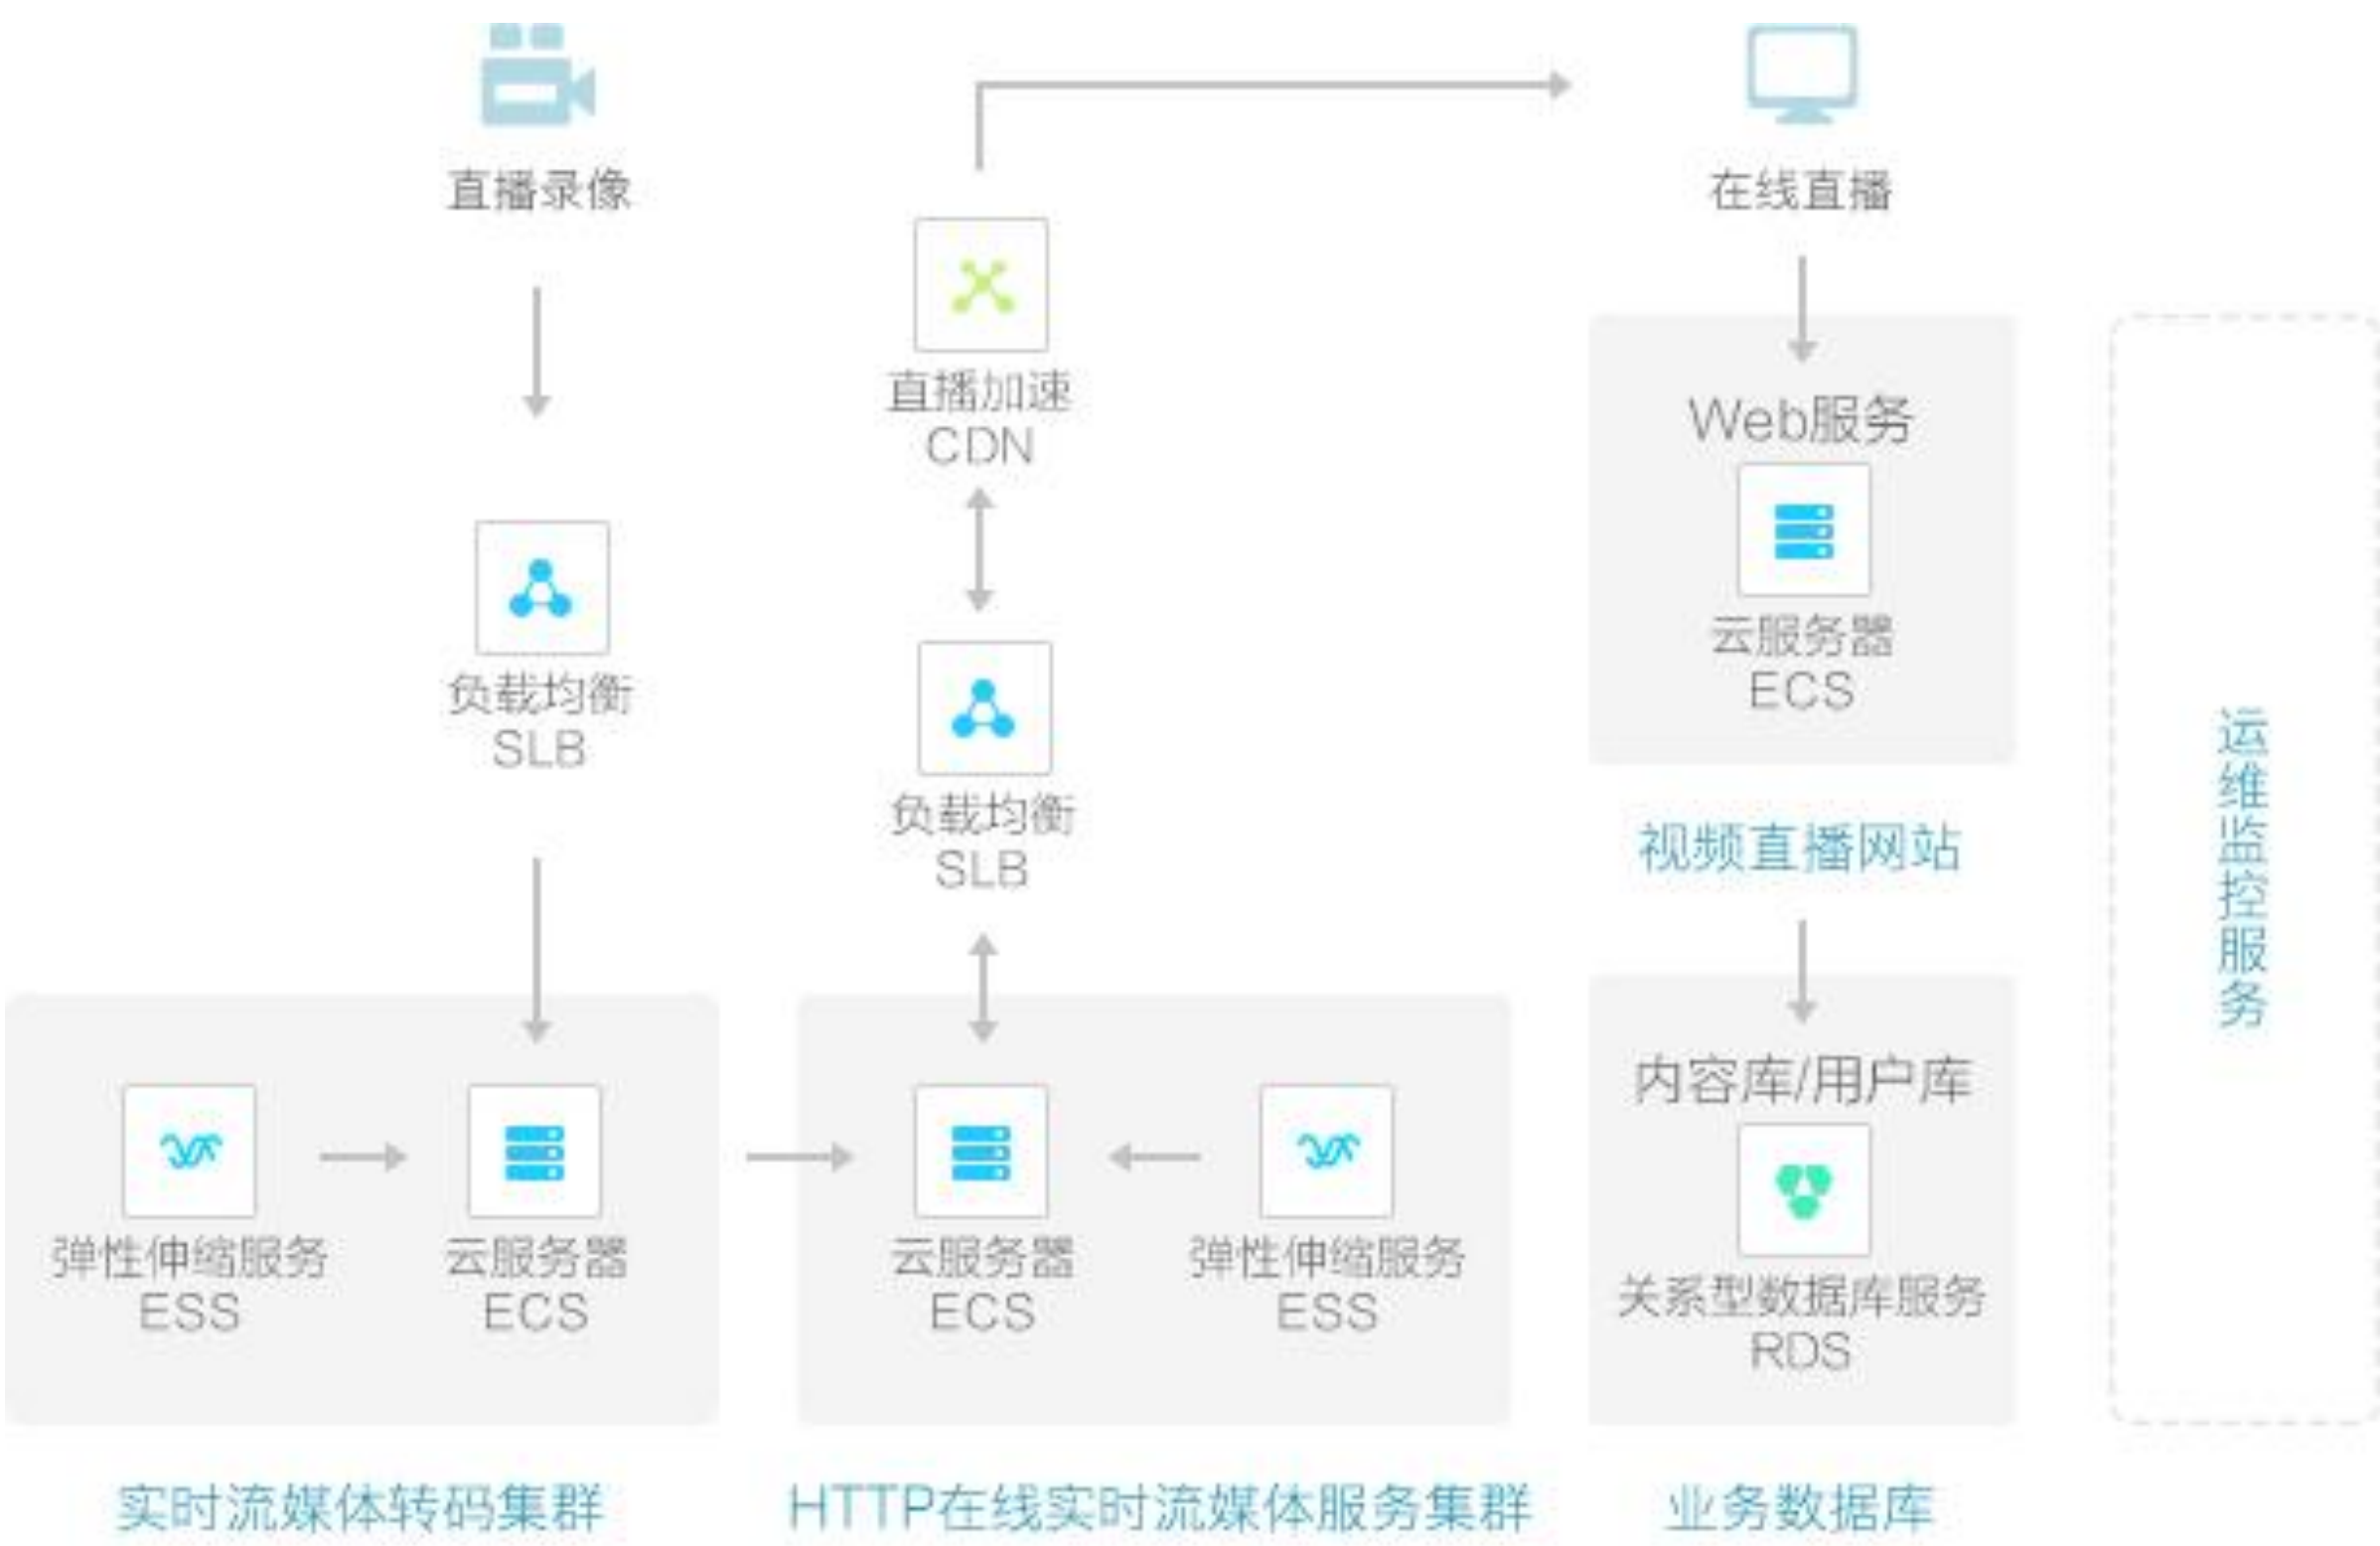 直播录像
在线直播
直播加速
CDN
Web服务
云服务器
ECS
负载均衡
SLB
负载均衡
SLB
视频直播网站
运维监控服务
弹性伸缩服务
ESS
云服务器
ECS
云服务器
ECS
弹性伸缩服务
ESS
内容库/用户库
关系型数据库服务
RDS
实时流媒体转码集群
HTTP在线实时流媒体服务集群
业务数据库